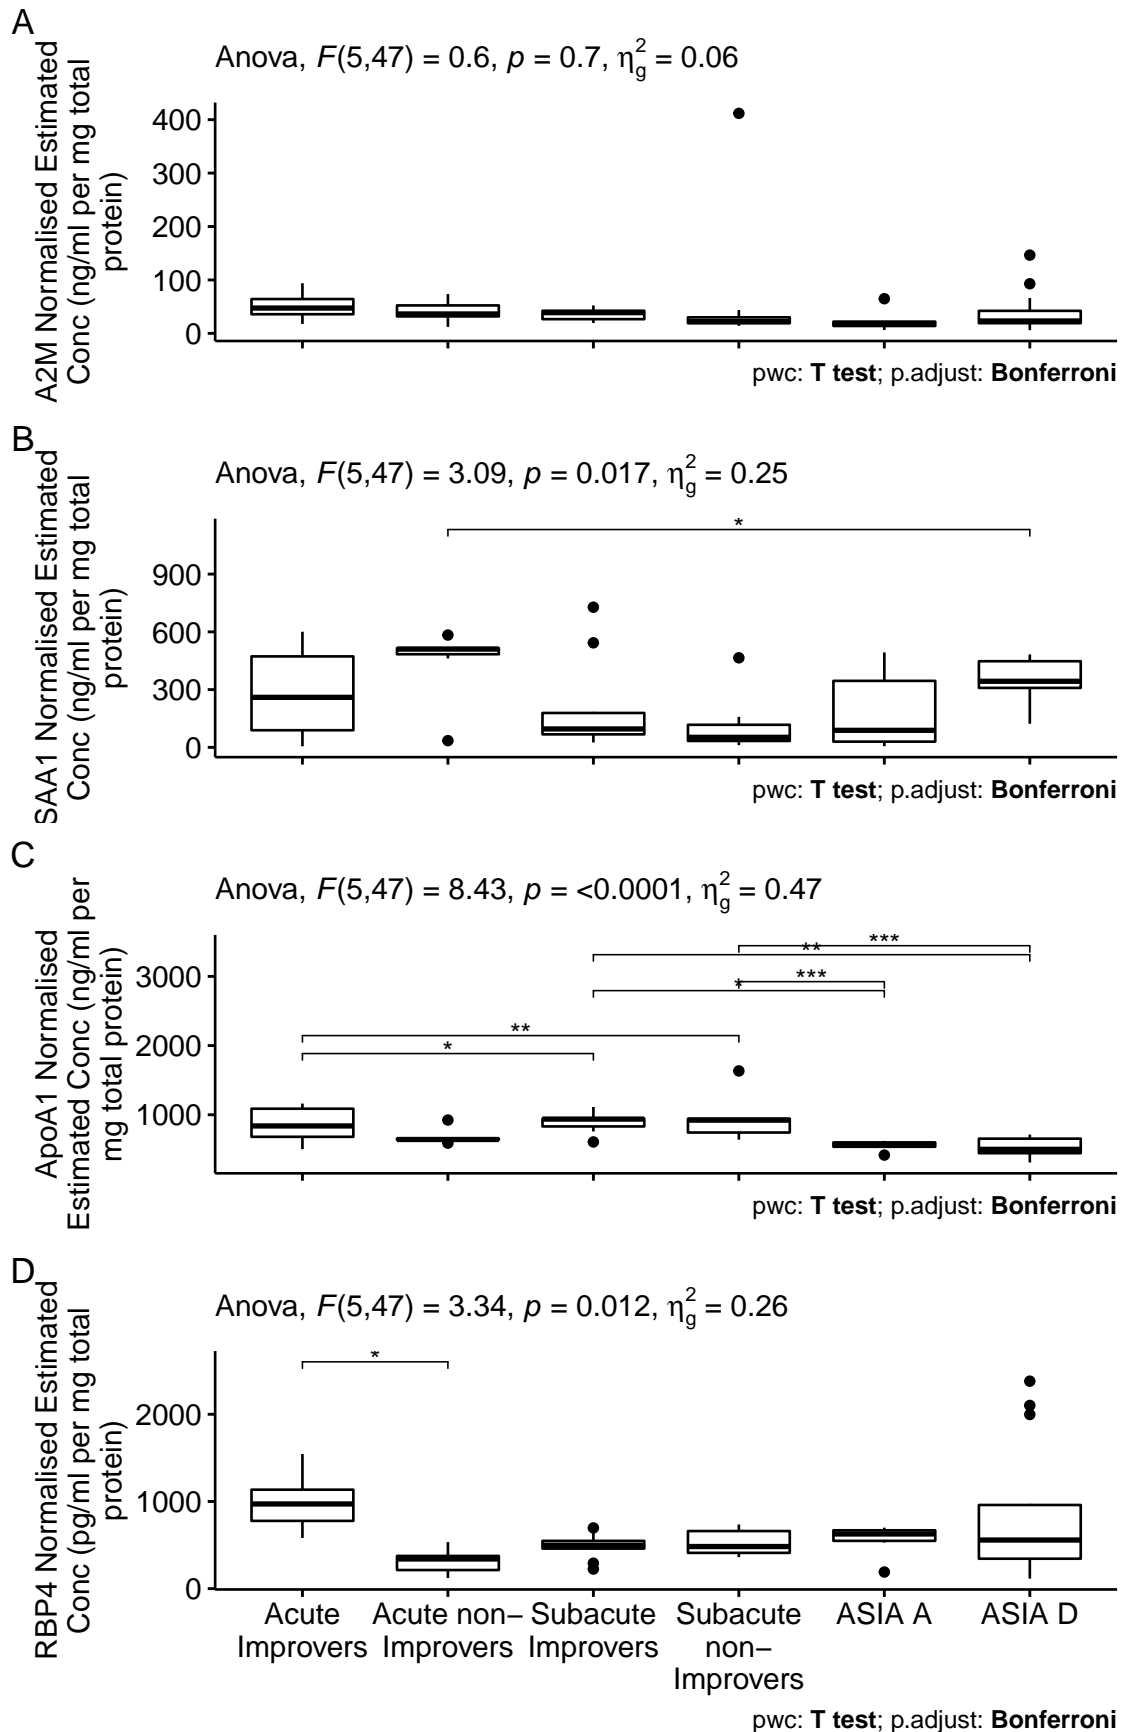 A
Anova, F(5,47) = 0.6, p = 0.7, η²g = 0.06
A2M Normalised Estimated
Conc (ng/ml per mg total
protein)
400
300
200
100
0
pwc: T test; p.adjust: Bonferroni
B
Anova, F(5,47) = 3.09, p = 0.017, η²g = 0.25
SAA1 Normalised Estimated
Conc (ng/ml per mg total
protein)
*
900
600
300
0
pwc: T test; p.adjust: Bonferroni
C
Anova, F(5,47) = 8.43, p = <0.0001, η²g = 0.47
ApoA1 Normalised
Estimated Conc (ng/ml per
mg total protein)
***
**
***
*
**
*
3000
2000
1000
pwc: T test; p.adjust: Bonferroni
D
Anova, F(5,47) = 3.34, p = 0.012, η²g = 0.26
RBP4 Normalised Estimated
Conc (pg/ml per mg total
protein)
*
2000
1000
0
Acute
Improvers
Acute non−
Improvers
Subacute
Improvers
Subacute
non−
Improvers
ASIA A
ASIA D
pwc: T test; p.adjust: Bonferroni